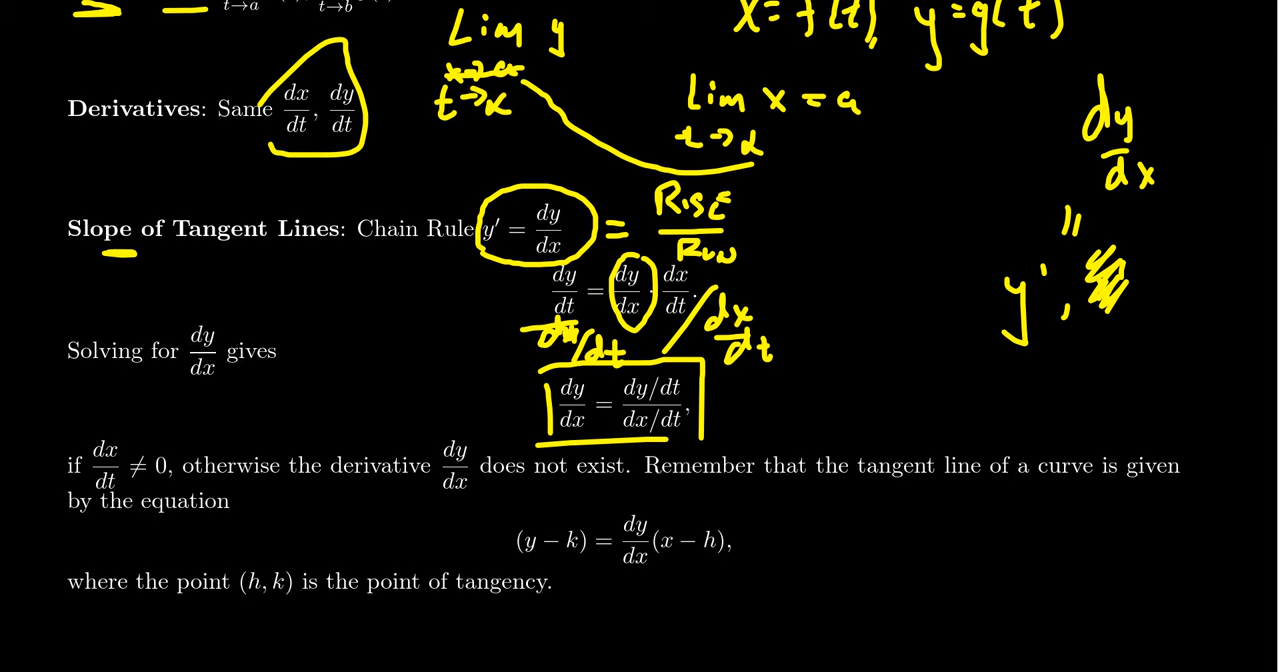 t→a t→b
Lim y
x→a
t→α
x = f(t), y = g(t)
Lim x = a
t→α
Derivatives: Same dx/dt, dy/dt
dy/dx
Slope of Tangent Lines: Chain Rule y′ = dy/dx = RISE/RUN
"
y',
dy/dt = dy/dx · dx/dt.
/dt
dx/dt
Solving for dy/dx gives
dy/dx = (dy/dt)/(dx/dt),
if dx/dt ≠ 0, otherwise the derivative dy/dx does not exist. Remember that the tangent line of a curve is given
by the equation
(y − k) = dy/dx (x − h),
where the point (h, k) is the point of tangency.